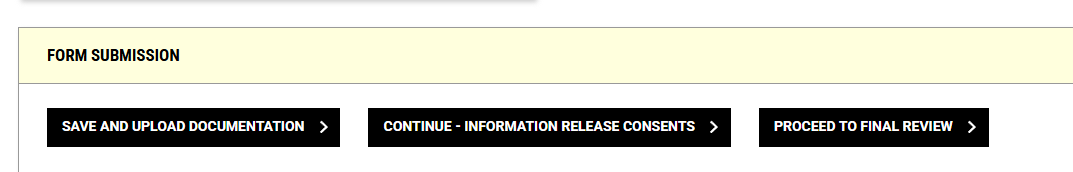 FORM SUBMISSION
SAVE AND UPLOAD DOCUMENTATION
CONTINUE - INFORMATION RELEASE CONSENTS
PROCEED TO FINAL REVIEW